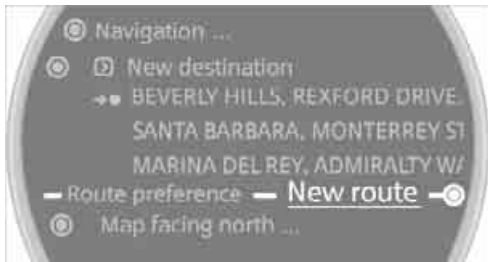 Navigation ...
New destination
BEVERLY HILLS, REXFORD DRIVE,
SANTA BARBARA, MONTERREY ST
MARINA DEL REY, ADMIRALTY WA
Route preference New route
Map facing north ...